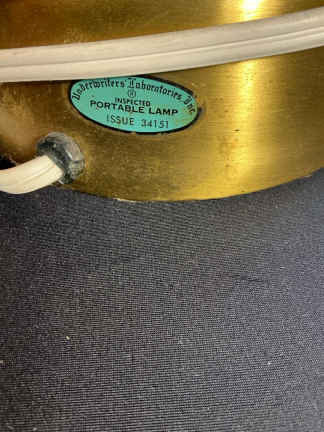 Underwriters' Laboratories, Inc.
®
INSPECTED
PORTABLE LAMP
ISSUE 34151